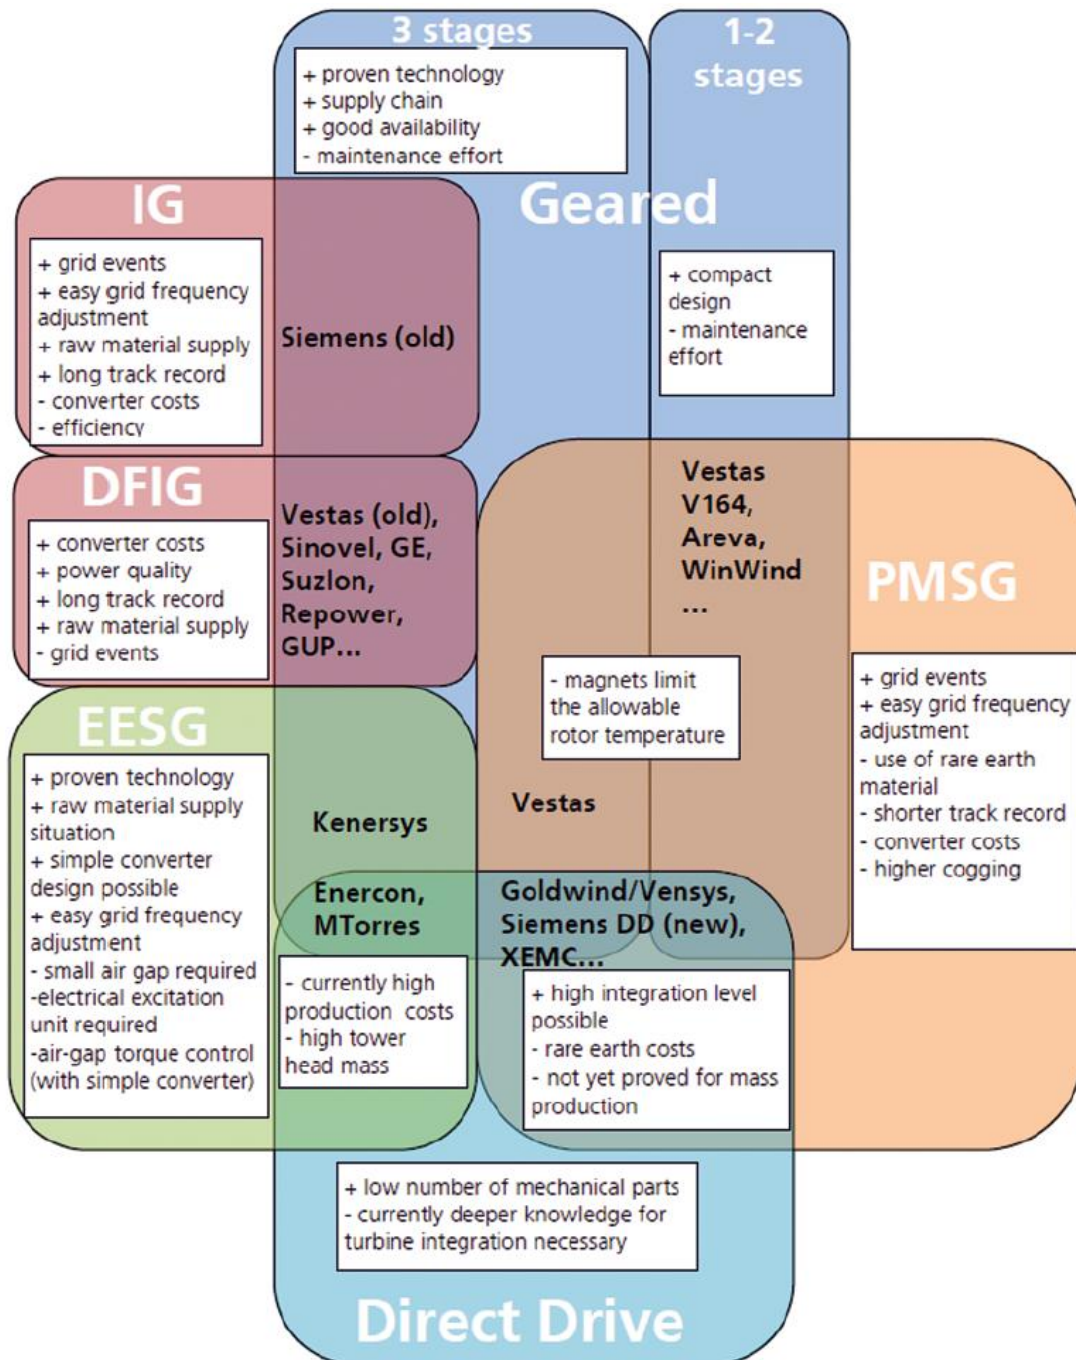 3 stages
+ proven technology
+ supply chain
+ good availability
- maintenance effort
1-2
stages
Geared
IG
+ grid events
+ easy grid frequency
adjustment
+ raw material supply
+ long track record
- converter costs
- efficiency
Siemens (old)
+ compact
design
- maintenance
effort
DFIG
+ converter costs
+ power quality
+ long track record
+ raw material supply
- grid events
Vestas (old),
Sinovel, GE,
Suzlon,
Repower,
GUP...
Vestas
V164,
Areva,
WinWind
...
PMSG
+ grid events
+ easy grid frequency
adjustment
- use of rare earth
material
- shorter track record
- converter costs
- higher cogging
- magnets limit
the allowable
rotor temperature
Vestas
EESG
+ proven technology
+ raw material supply
situation
+ simple converter
design possible
+ easy grid frequency
adjustment
- small air gap required
-electrical excitation
unit required
-air-gap torque control
(with simple converter)
Kenersys
Enercon,
MTorres
- currently high
production costs
- high tower
head mass
Goldwind/Vensys,
Siemens DD (new),
XEMC...
+ high integration level
possible
- rare earth costs
- not yet proved for mass
production
+ low number of mechanical parts
- currently deeper knowledge for
turbine integration necessary
Direct Drive